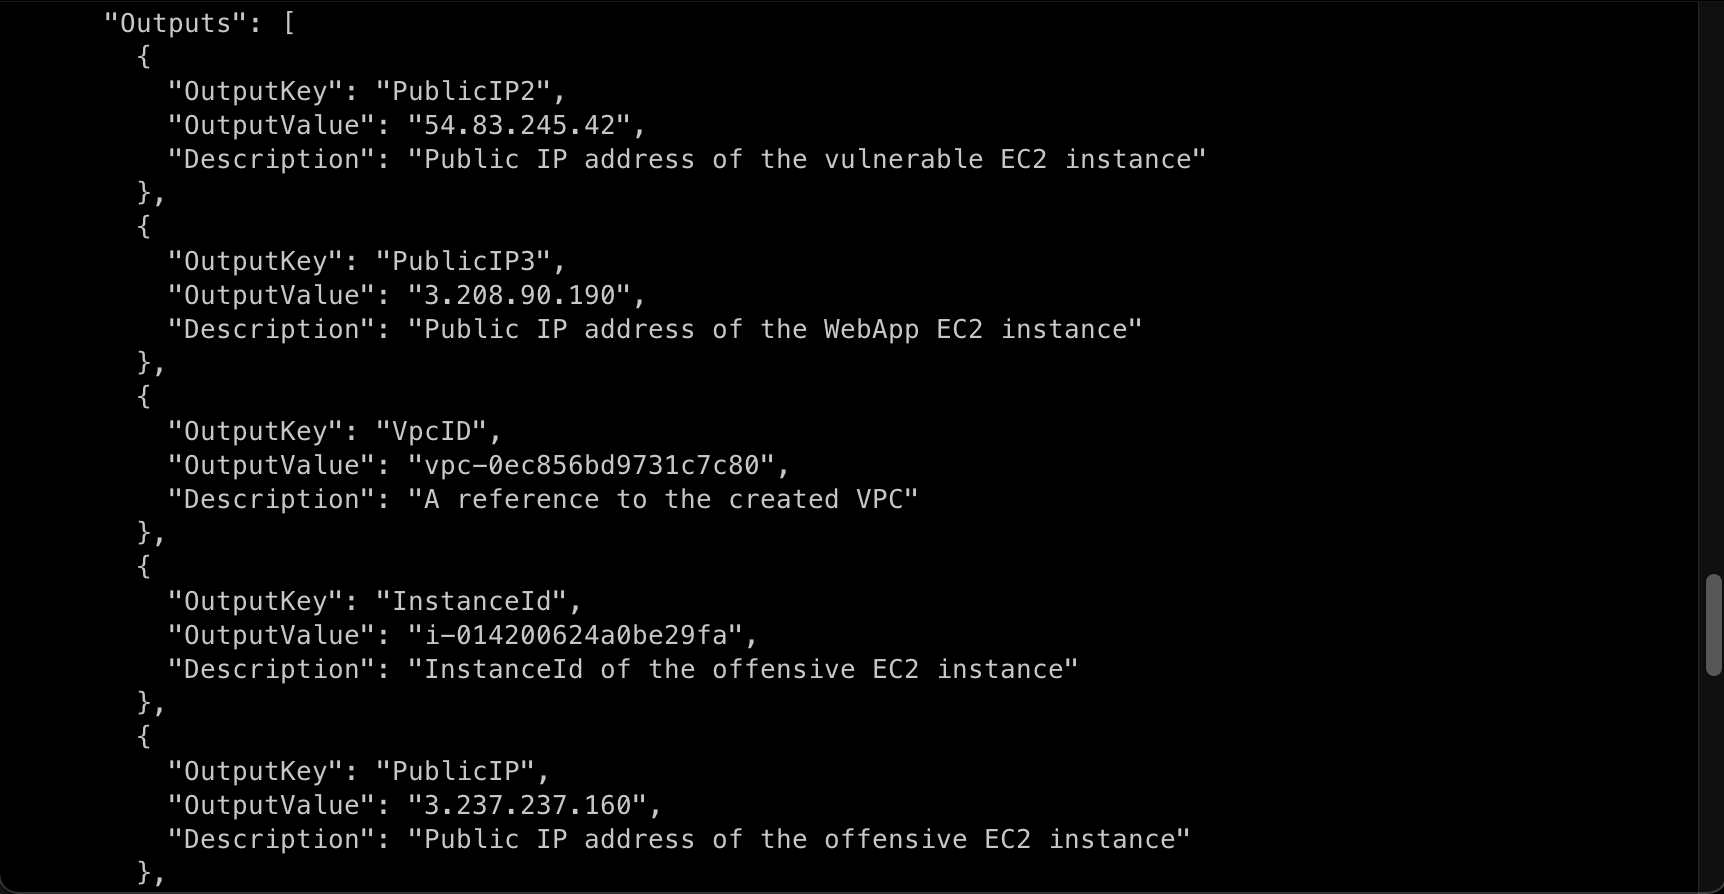 "Outputs": [
{
"OutputKey": "PublicIP2",
"OutputValue": "54.83.245.42",
"Description": "Public IP address of the vulnerable EC2 instance"
},
{
"OutputKey": "PublicIP3",
"OutputValue": "3.208.90.190",
"Description": "Public IP address of the WebApp EC2 instance"
},
{
"OutputKey": "VpcID",
"OutputValue": "vpc-0ec856bd9731c7c80",
"Description": "A reference to the created VPC"
},
{
"OutputKey": "InstanceId",
"OutputValue": "i-014200624a0be29fa",
"Description": "InstanceId of the offensive EC2 instance"
},
{
"OutputKey": "PublicIP",
"OutputValue": "3.237.237.160",
"Description": "Public IP address of the offensive EC2 instance"
},